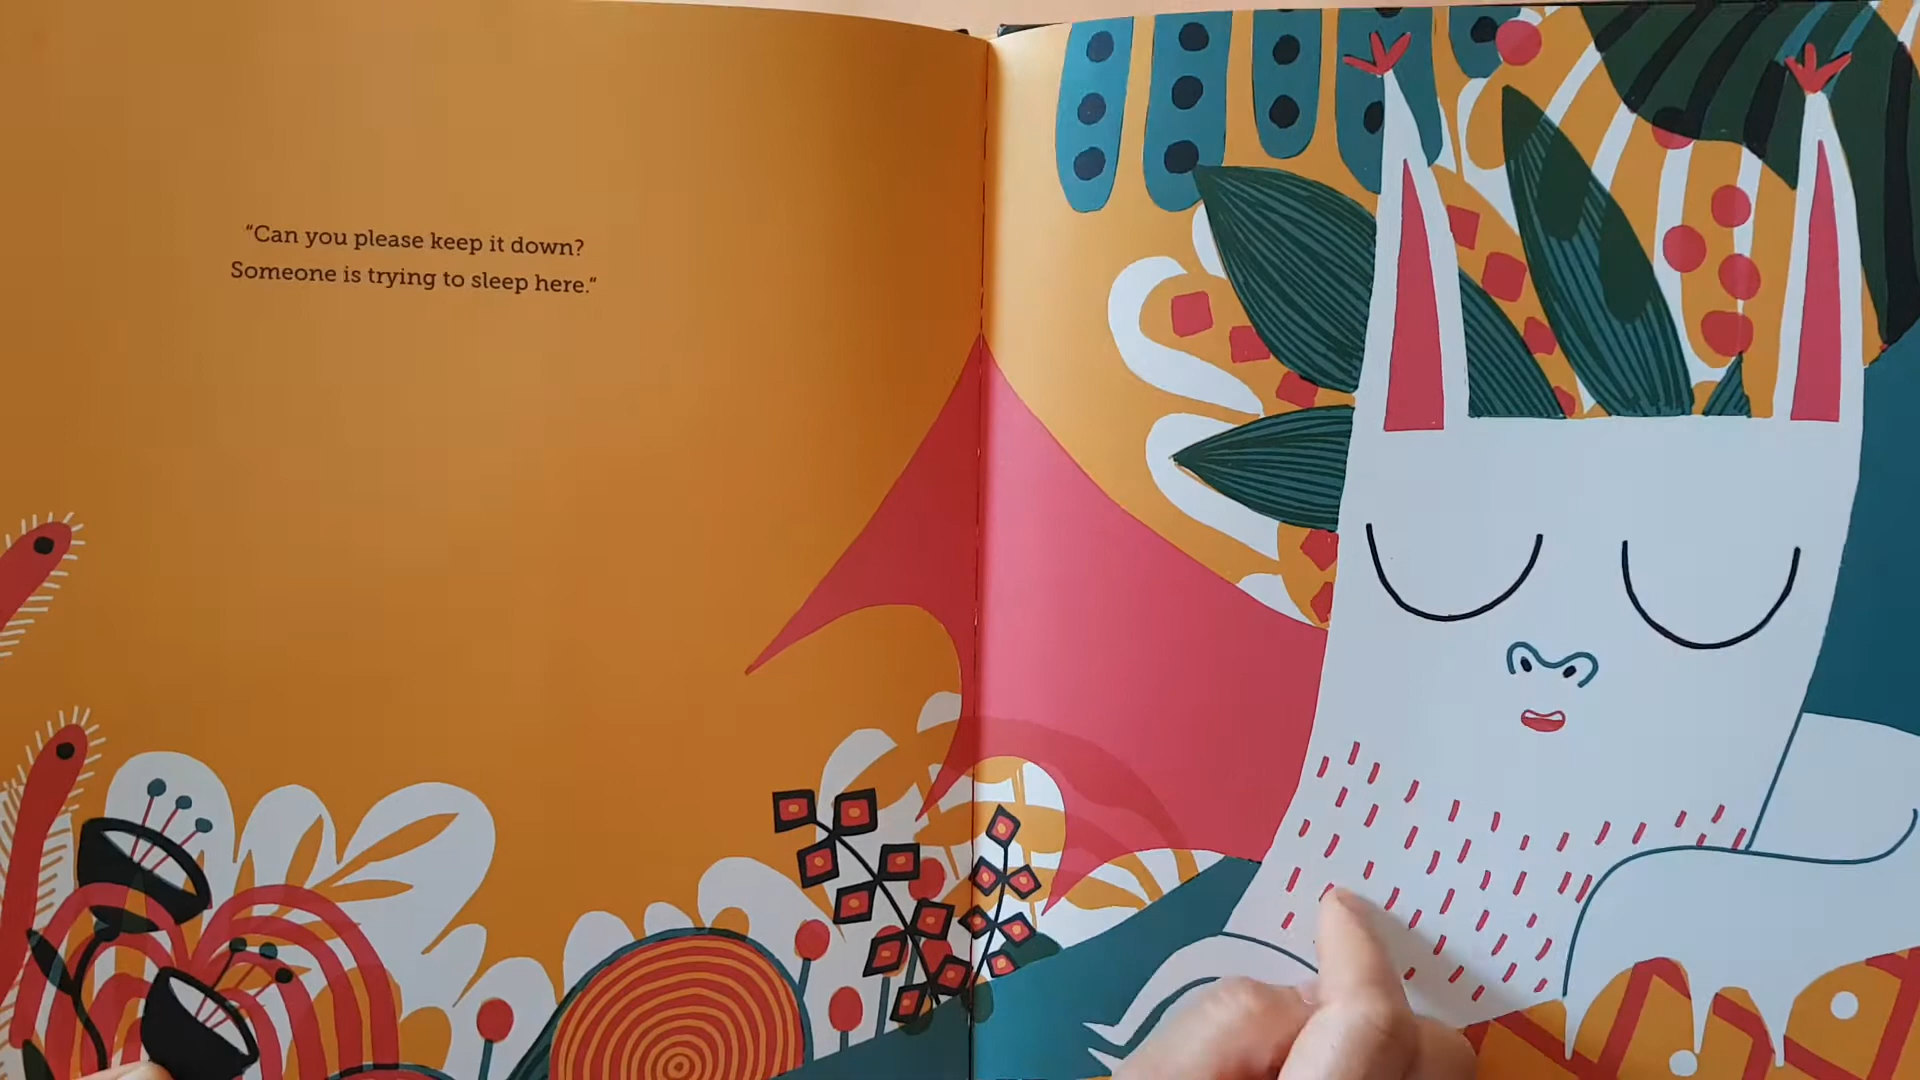 “Can you please keep it down?
Someone is trying to sleep here.”